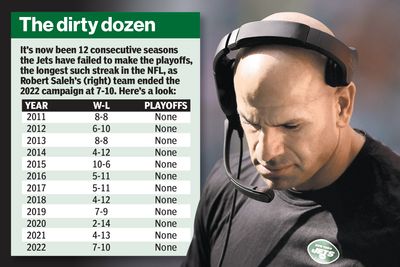 The dirty dozen
It's now been 12 consecutive seasons
the Jets have failed to make the playoffs,
the longest such streak in the NFL, as
Robert Saleh's (right) team ended the
2022 campaign at 7-10. Here's a look:
YEAR W-L PLAYOFFS
2011 8-8 None
2012 6-10 None
2013 8-8 None
2014 4-12 None
2015 10-6 None
2016 5-11 None
2017 5-11 None
2018 4-12 None
2019 7-9 None
2020 2-14 None
2021 4-13 None
2022 7-10 None
JETS